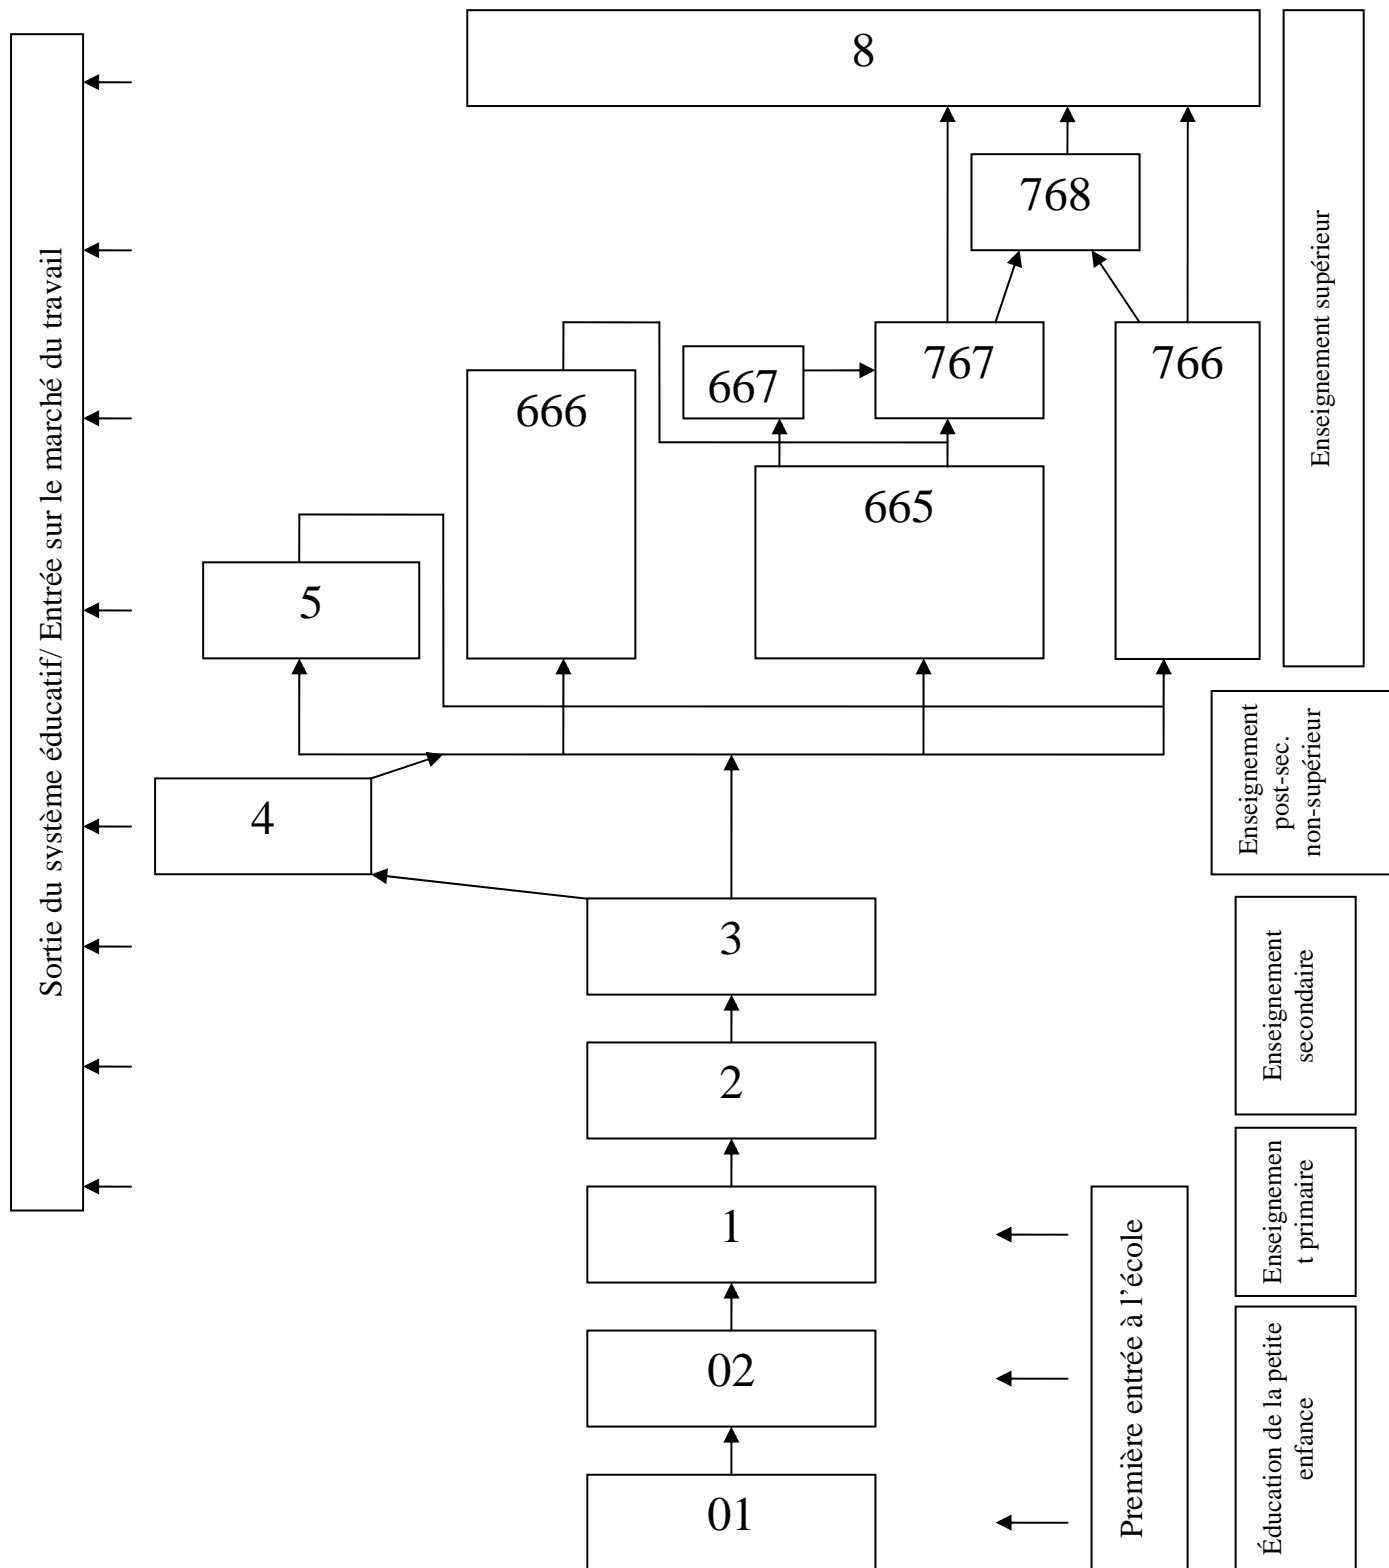 8
768
767
766
667
666
665
5
4
3
2
1
02
01
Sortie du système éducatif/ Entrée sur le marché du travail
Première entrée à l'école
Enseignement supérieur
Enseignement
post-sec.
non-supérieur
Enseignement
secondaire
Enseignemen
t primaire
Éducation de la petite
enfance